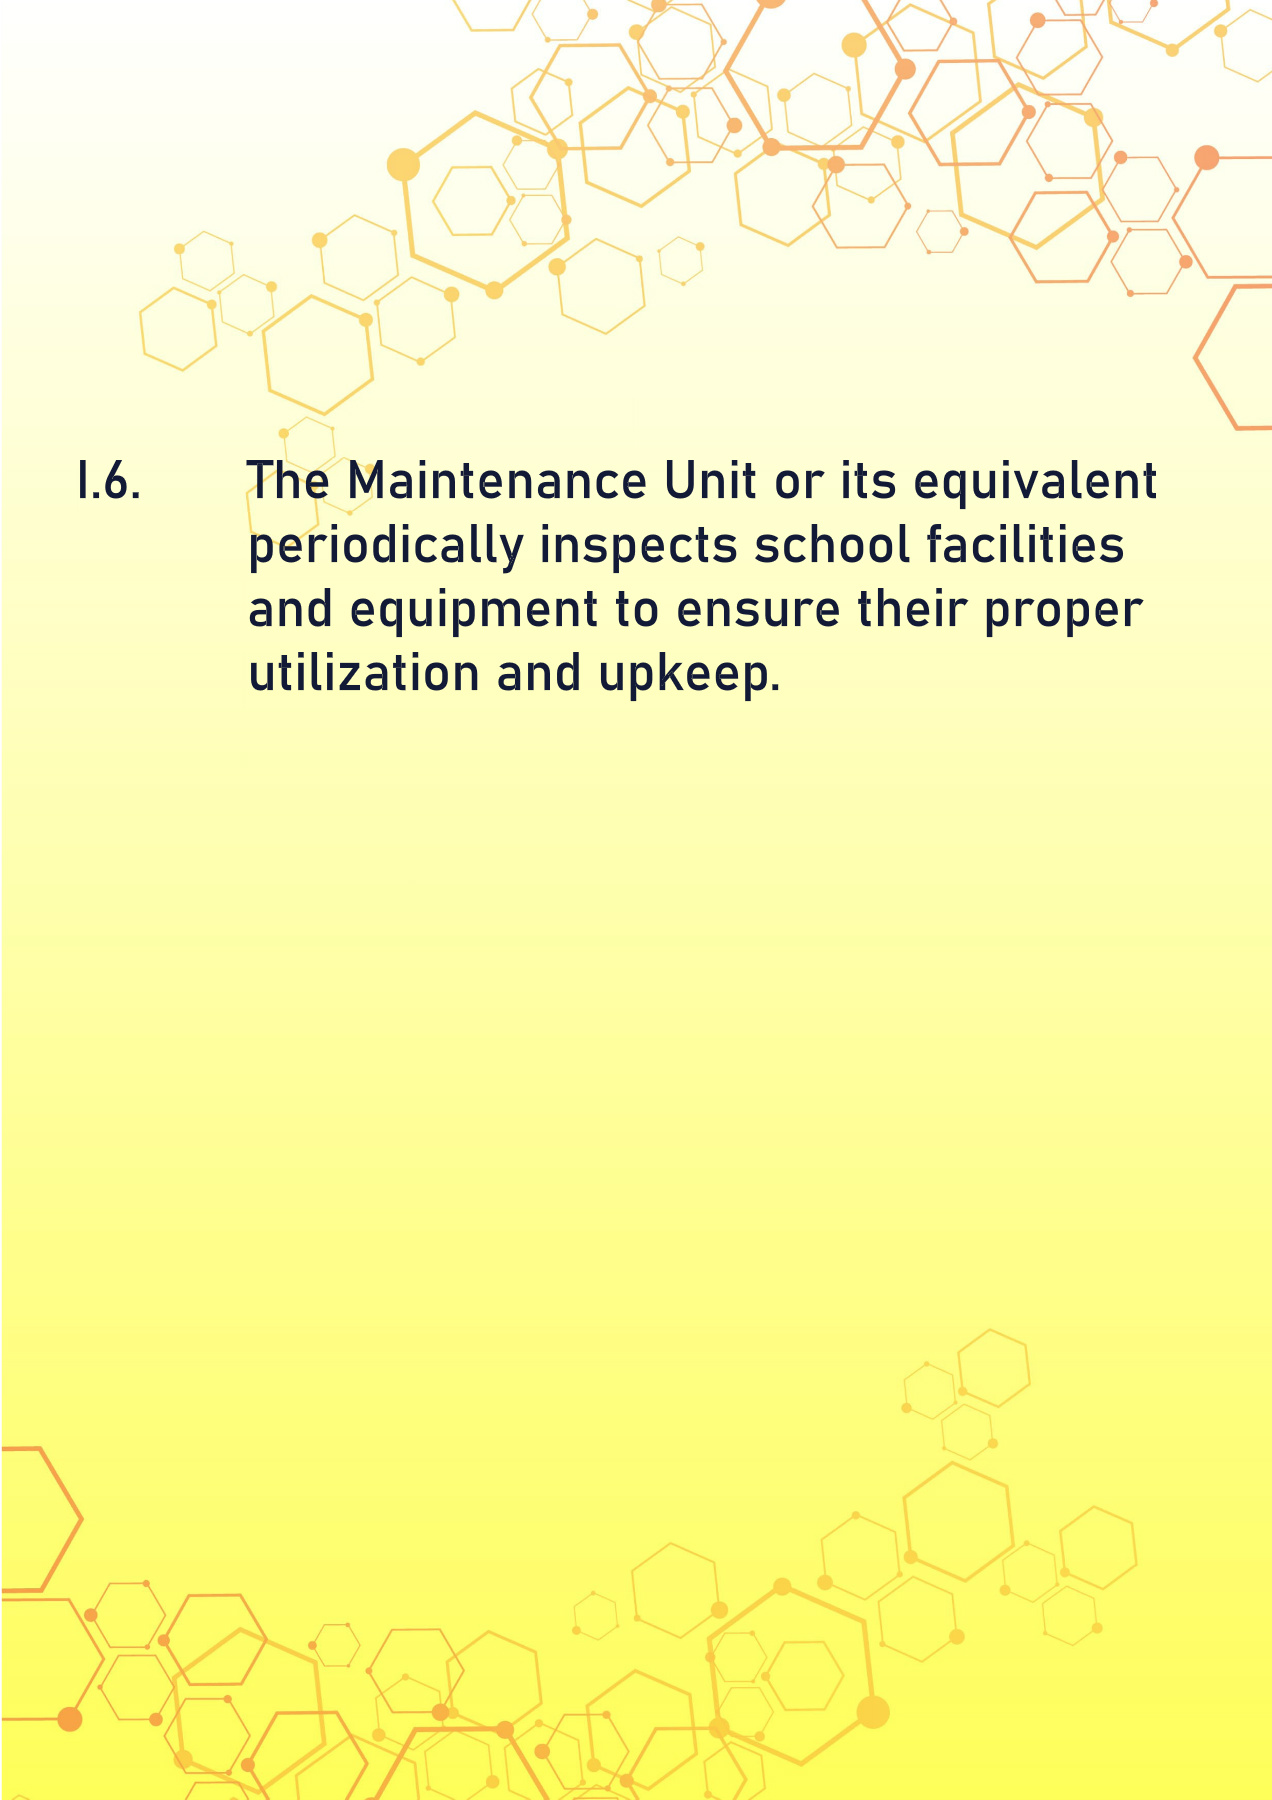 I.6. The Maintenance Unit or its equivalent
periodically inspects school facilities
and equipment to ensure their proper
utilization and upkeep.